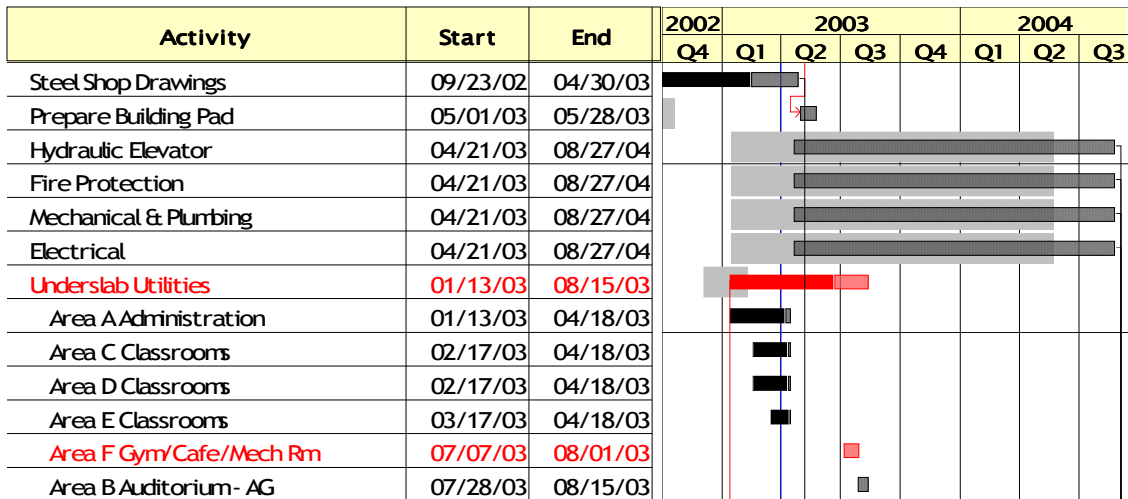 Activity Start End 2002 2003 2004
Q4 Q1 Q2 Q3 Q4 Q1 Q2 Q3
Steel Shop Drawings 09/23/02 04/30/03
Prepare Building Pad 05/01/03 05/28/03
Hydraulic Elevator 04/21/03 08/27/04
Fire Protection 04/21/03 08/27/04
Mechanical & Plumbing 04/21/03 08/27/04
Electrical 04/21/03 08/27/04
Underslab Utilities 01/13/03 08/15/03
Area A Administration 01/13/03 04/18/03
Area C Classrooms 02/17/03 04/18/03
Area D Classrooms 02/17/03 04/18/03
Area E Classrooms 03/17/03 04/18/03
Area F Gym/Cafe/Mech Rm 07/07/03 08/01/03
Area B Auditorium - AG 07/28/03 08/15/03